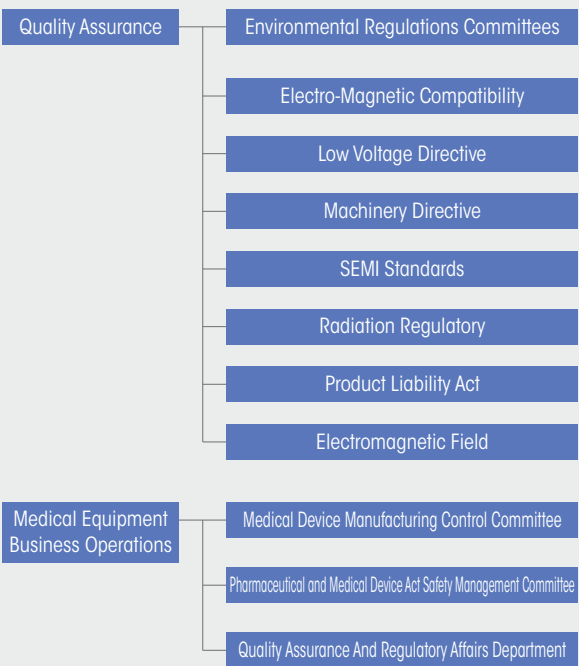 Quality Assurance
Environmental Regulations Committees
Electro-Magnetic Compatibility
Low Voltage Directive
Machinery Directive
SEMI Standards
Radiation Regulatory
Product Liability Act
Electromagnetic Field
Medical Equipment
Business Operations
Medical Device Manufacturing Control Committee
Pharmaceutical and Medical Device Act Safety Management Committee
Quality Assurance And Regulatory Affairs Department